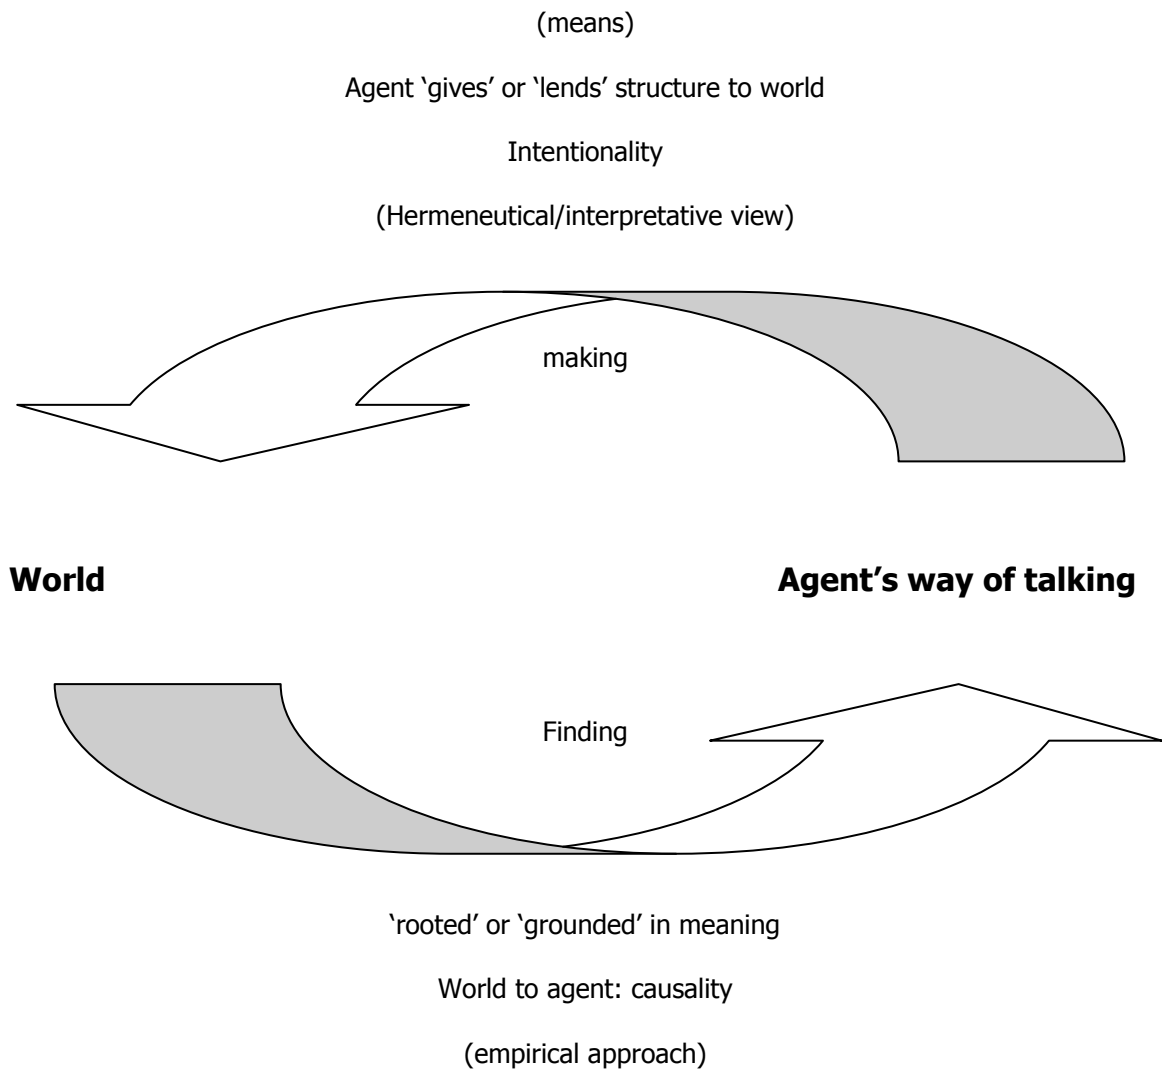 (means)
Agent ‘gives’ or ‘lends’ structure to world
Intentionality
(Hermeneutical/interpretative view)
making
World
Agent’s way of talking
Finding
‘rooted’ or ‘grounded’ in meaning
World to agent: causality
(empirical approach)